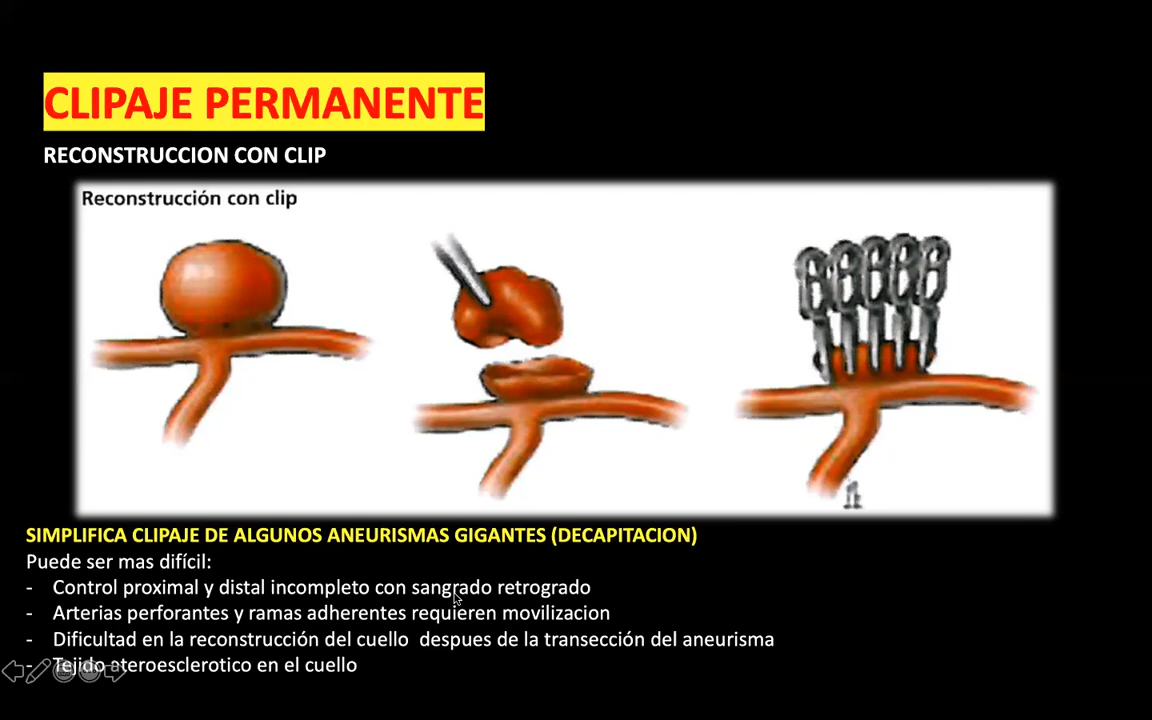 CLIPAJE PERMANENTE
RECONSTRUCCION CON CLIP
Reconstrucción con clip
SIMPLIFICA CLIPAJE DE ALGUNOS ANEURISMAS GIGANTES (DECAPITACION)
Puede ser mas difícil:
- Control proximal y distal incompleto con sangrado retrogrado
- Arterias perforantes y ramas adherentes requieren movilizacion
- Dificultad en la reconstrucción del cuello despues de la transección del aneurisma
- Tejido ateroesclerotico en el cuello